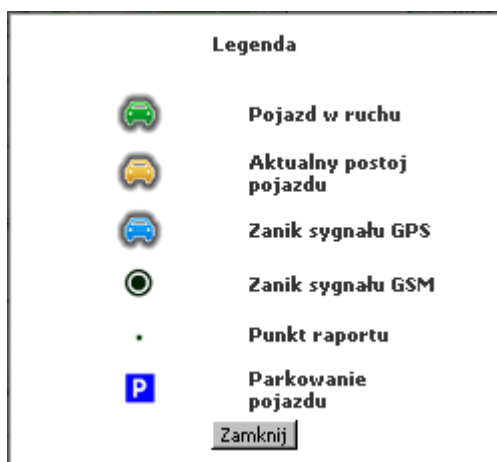 Legenda
Pojazd w ruchu
Aktualny postoj
pojazdu
Zanik sygnału GPS
Zanik sygnału GSM
Punkt raportu
P
Parkowanie
pojazdu
Zamknij